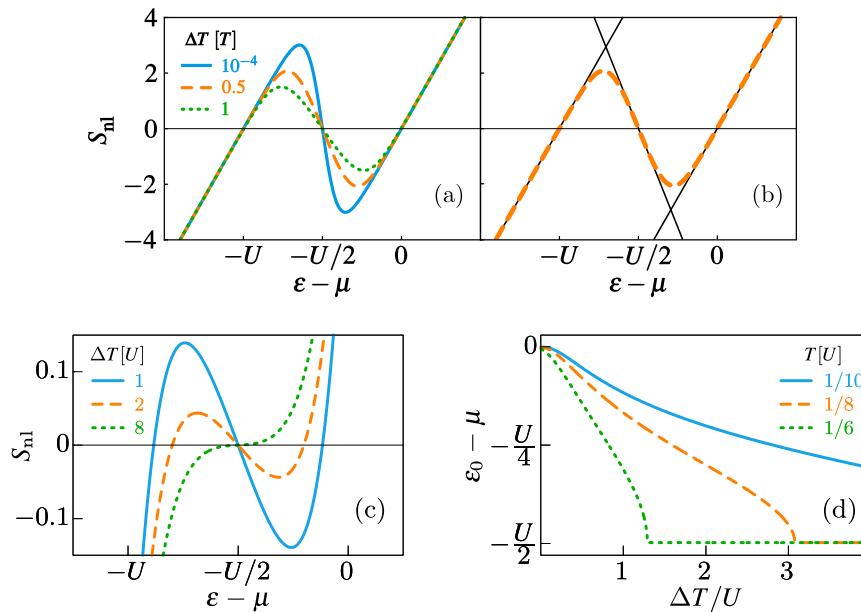 4
2
0
−2
−4
S_nl
ΔT [T]
10⁻⁴
0.5
1
(a)
(b)
−U
−U/2
0
ε − μ
−U
−U/2
0
ε − μ
0.1
0
−0.1
S_nl
ΔT[U]
1
2
8
(c)
−U
−U/2
0
ε − μ
0
−U/4
−U/2
ε₀ − μ
T[U]
1/10
1/8
1/6
(d)
1
2
3
ΔT/U